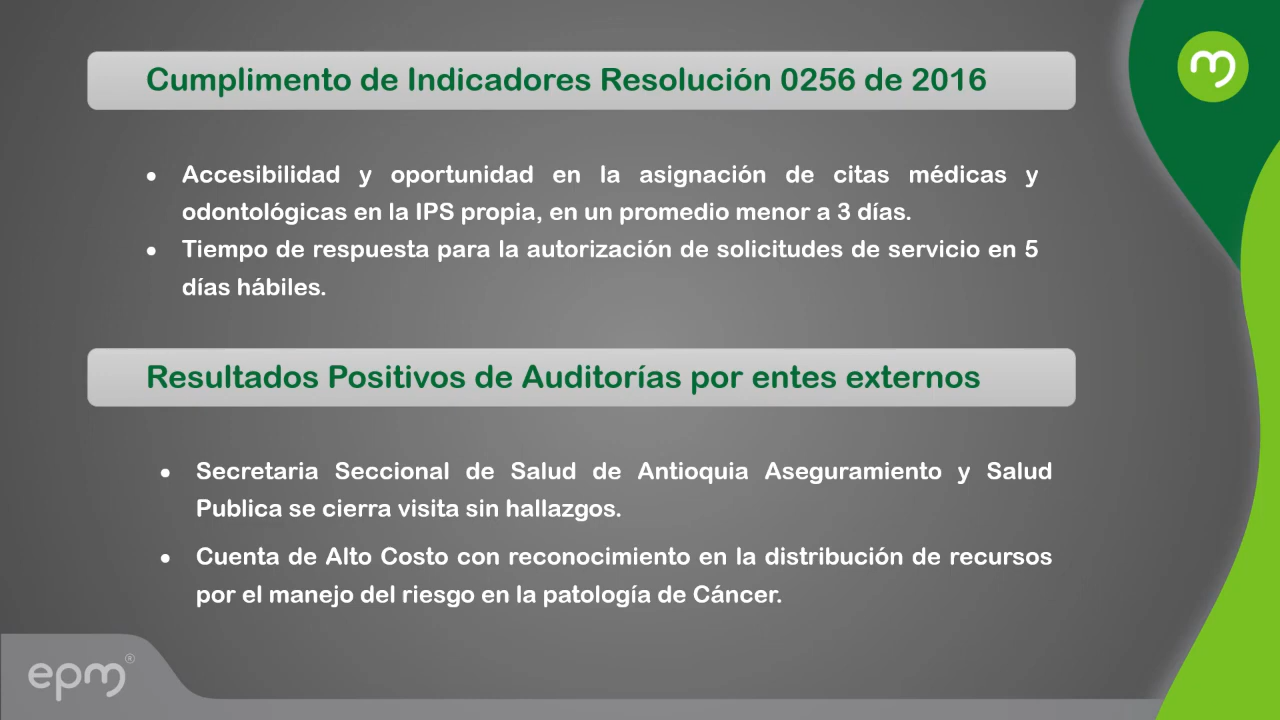 Cumplimento de Indicadores Resolución 0256 de 2016
• Accesibilidad y oportunidad en la asignación de citas médicas y
odontológicas en la IPS propia, en un promedio menor a 3 días.
• Tiempo de respuesta para la autorización de solicitudes de servicio en 5
días hábiles.
Resultados Positivos de Auditorías por entes externos
• Secretaria Seccional de Salud de Antioquia Aseguramiento y Salud
Publica se cierra visita sin hallazgos.
• Cuenta de Alto Costo con reconocimiento en la distribución de recursos
por el manejo del riesgo en la patología de Cáncer.
epm®